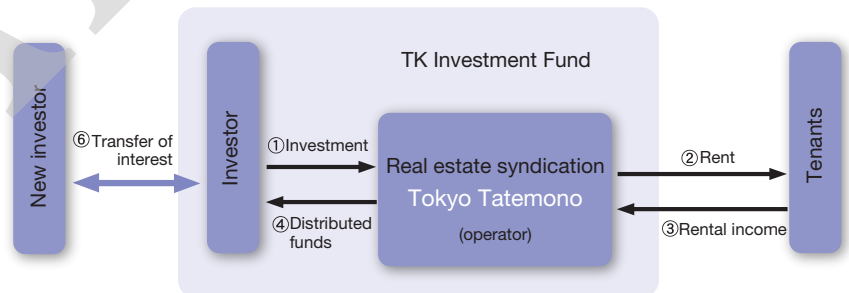 TK Investment Fund
New investor
⑥Transfer of
interest
Investor
①Investment
④Distributed
funds
Real estate syndication
Tokyo Tatemono
(operator)
②Rent
③Rental income
Tenants